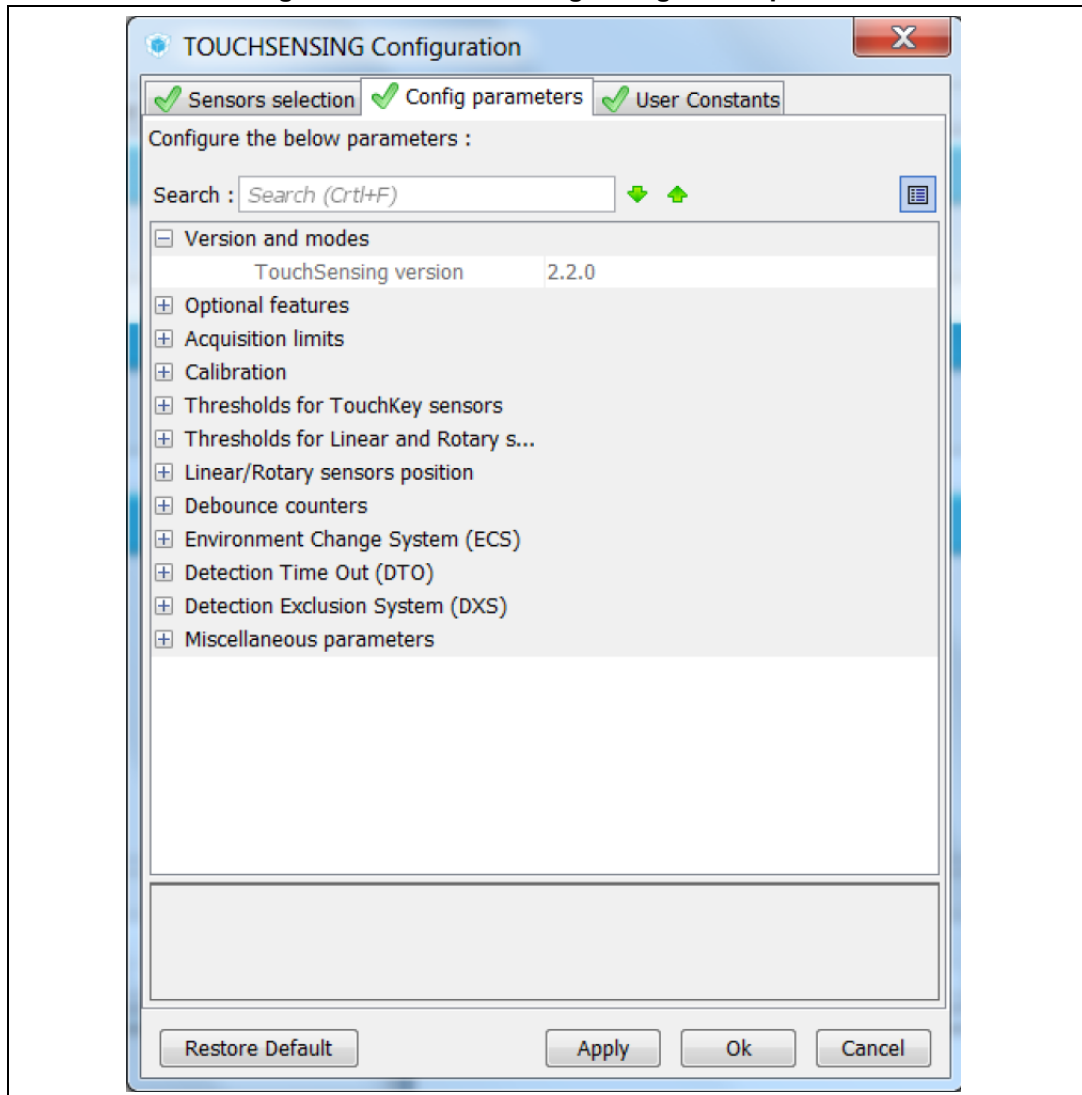 TOUCHSENSING Configuration
Sensors selection Config parameters User Constants
Configure the below parameters :
Search : Search (Crtl+F)
Version and modes
TouchSensing version 2.2.0
Optional features
Acquisition limits
Calibration
Thresholds for TouchKey sensors
Thresholds for Linear and Rotary s...
Linear/Rotary sensors position
Debounce counters
Environment Change System (ECS)
Detection Time Out (DTO)
Detection Exclusion System (DXS)
Miscellaneous parameters
Restore Default Apply Ok Cancel